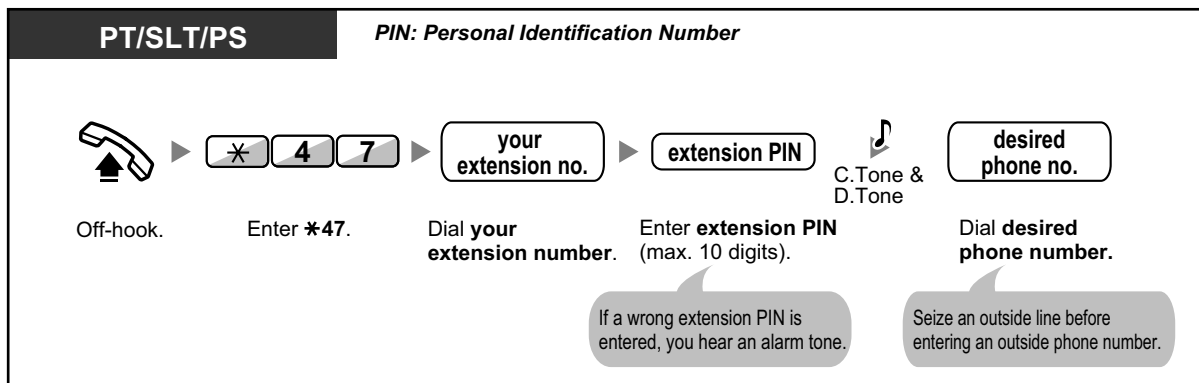 PT/SLT/PS
PIN: Personal Identification Number
* 4 7
your
extension no.
extension PIN
C.Tone &
D.Tone
desired
phone no.
Off-hook.
Enter *47.
Dial your
extension number.
Enter extension PIN
(max. 10 digits).
Dial desired
phone number.
If a wrong extension PIN is
entered, you hear an alarm tone.
Seize an outside line before
entering an outside phone number.